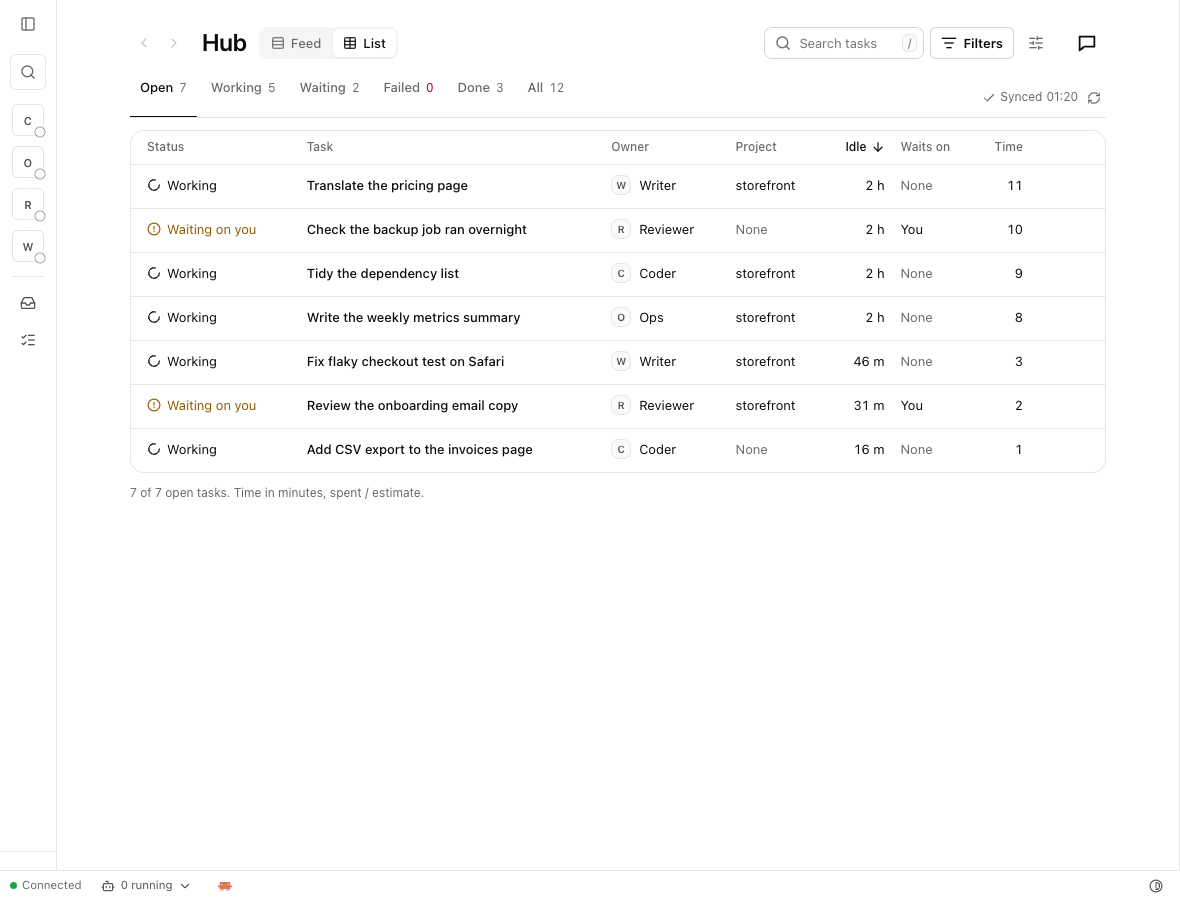 Hub Feed List Search tasks / Filters
Open 7 Working 5 Waiting 2 Failed 0 Done 3 All 12
Synced 01:20
C
O
R
W
Status Task Owner Project Idle Waits on Time
Working Translate the pricing page W Writer storefront 2 h None 11
Waiting on you Check the backup job ran overnight R Reviewer None 2 h You 10
Working Tidy the dependency list C Coder storefront 2 h None 9
Working Write the weekly metrics summary O Ops storefront 2 h None 8
Working Fix flaky checkout test on Safari W Writer storefront 46 m None 3
Waiting on you Review the onboarding email copy R Reviewer storefront 31 m You 2
Working Add CSV export to the invoices page C Coder None 16 m None 1
7 of 7 open tasks. Time in minutes, spent / estimate.
Connected 0 running